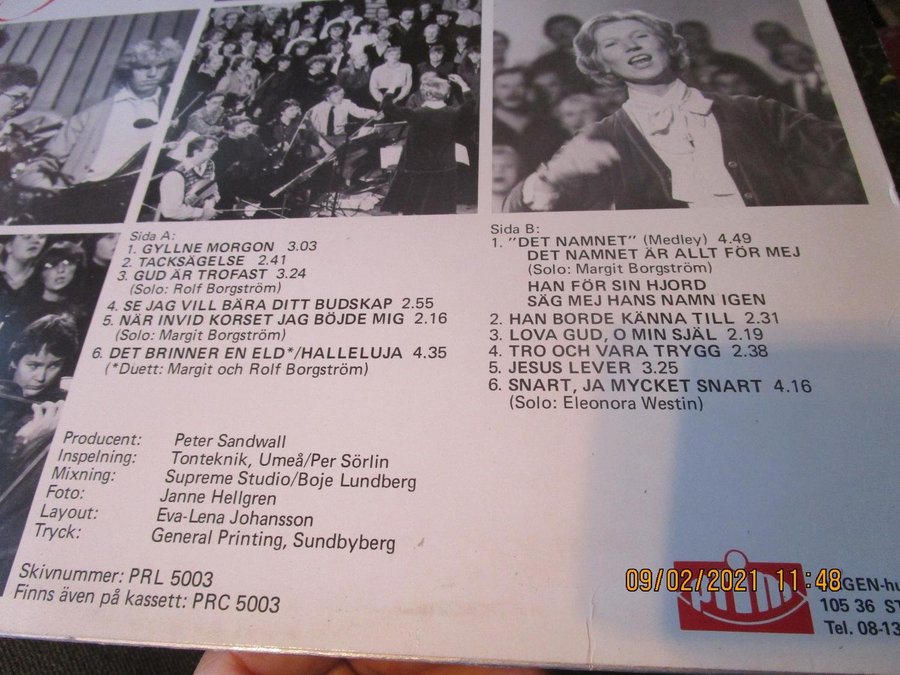 Sida A:
1. GYLLNE MORGON 3.03
2. TACKSÄGELSE 2.41
3. GUD ÄR TROFAST 3.24
(Solo: Rolf Borgström)
4. SE JAG VILL BÄRA DITT BUDSKAP 2.55
5. NÄR INVID KORSET JAG BÖJDE MIG 2.16
(Solo: Margit Borgström)
6. DET BRINNER EN ELD*/HALLELUJA 4.35
(*Duett: Margit och Rolf Borgström)
Sida B:
1. "DET NAMNET" (Medley) 4.49
DET NAMNET ÄR ALLT FÖR MEJ
(Solo: Margit Borgström)
HAN FÖR SIN HJORD
SÄG MEJ HANS NAMN IGEN
2. HAN BORDE KÄNNA TILL 2.31
3. LOVA GUD, O MIN SJÄL 2.19
4. TRO OCH VARA TRYGG 2.38
5. JESUS LEVER 3.25
6. SNART, JA MYCKET SNART 4.16
(Solo: Eleonora Westin)
Producent: Peter Sandwall
Inspelning: Tonteknik, Umeå/Per Sörlin
Mixning: Supreme Studio/Boje Lundberg
Foto: Janne Hellgren
Layout: Eva-Lena Johansson
Tryck: General Printing, Sundbyberg
Skivnummer: PRL 5003
Finns även på kassett: PRC 5003
prim
105 36 ST
Tel. 08-13
09/02/2021 11:48